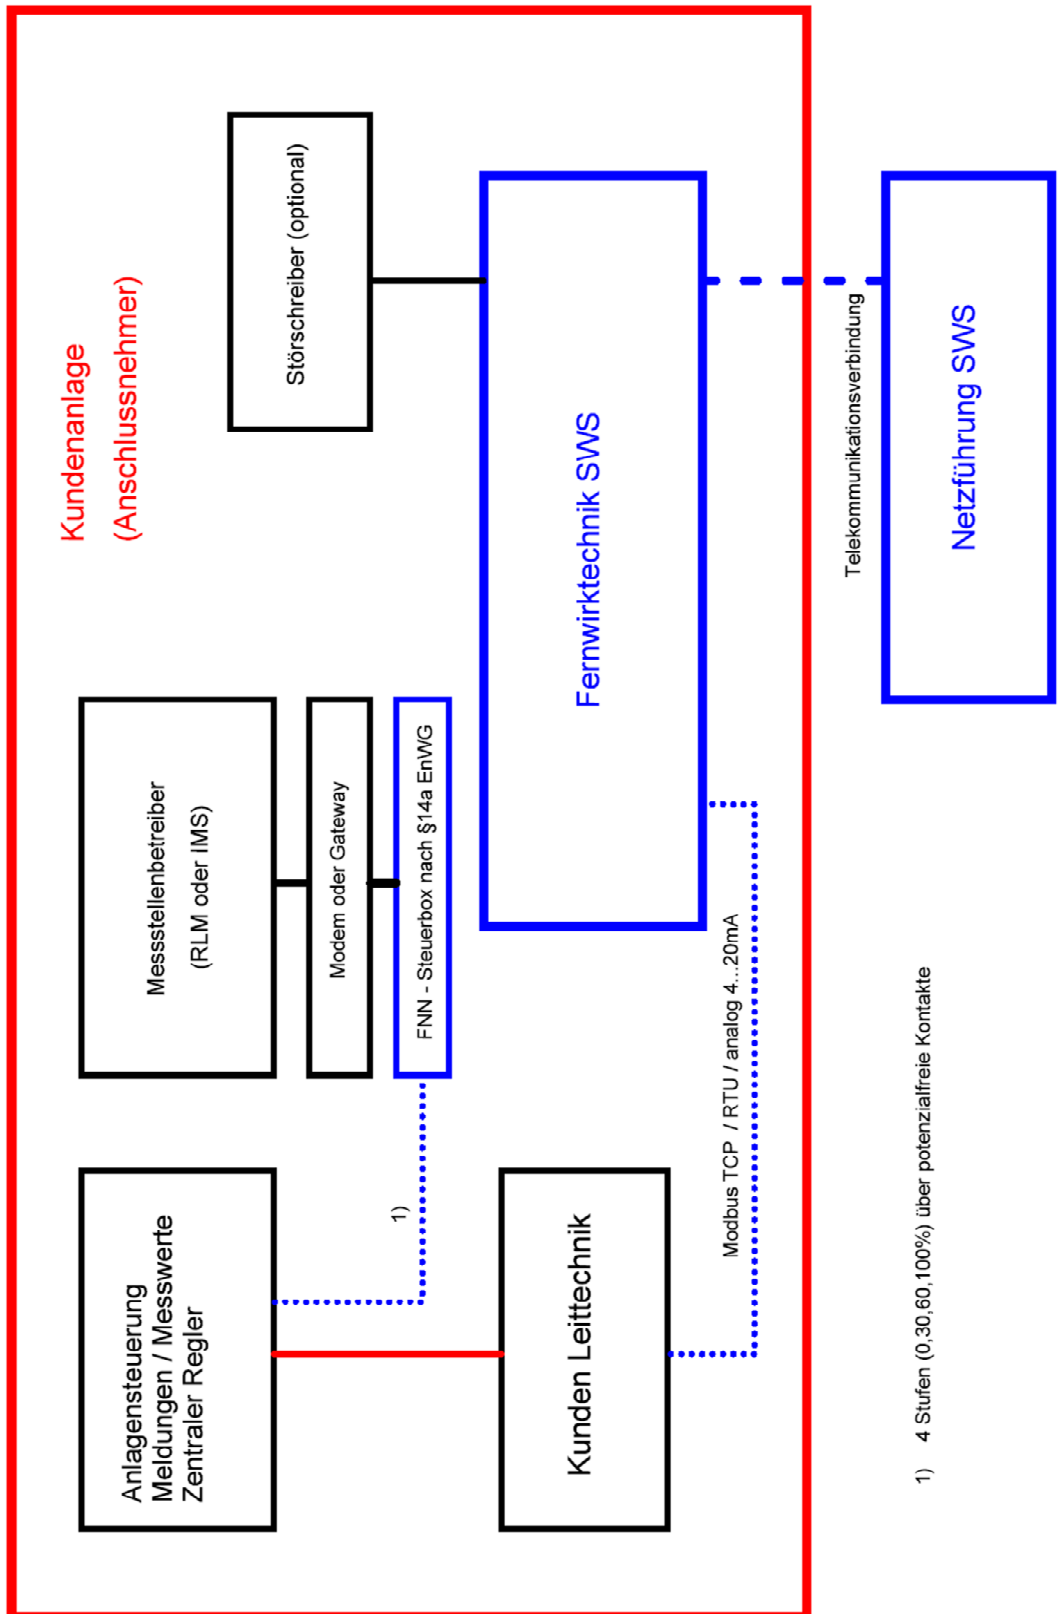 Kundenanlage
(Anschlussnehmer)
Anlagensteuerung
Meldungen / Messwerte
Zentraler Regler
Messstellenbetreiber
(RLM oder IMS)
Störschreiber (optional)
Modem oder Gateway
FNN - Steuerbox nach §14a EnWG
1)
Kunden Leittechnik
Fernwirktechnik SWS
Modbus TCP / RTU / analog 4...20mA
Telekommunikationsverbindung
Netzführung SWS
1) 4 Stufen (0,30,60,100%) über potenzialfreie Kontakte